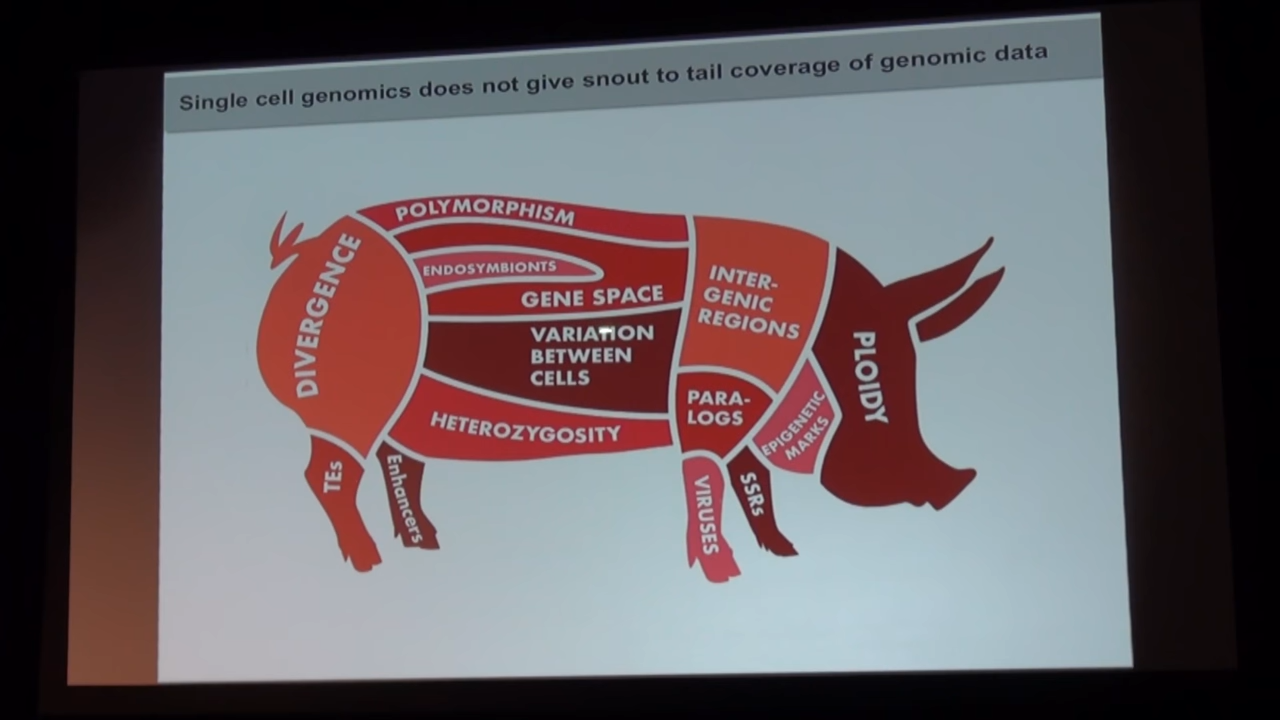 Single cell genomics does not give snout to tail coverage of genomic data
POLYMORPHISM
DIVERGENCE
ENDOSYMBIONTS
GENE SPACE
VARIATION
BETWEEN
CELLS
HETEROZYGOSITY
INTER-
GENIC
REGIONS
PARA-
LOGS
EPIGENETIC
MARKS
PLOIDY
TEs
Enhancers
VIRUSES
SSRs